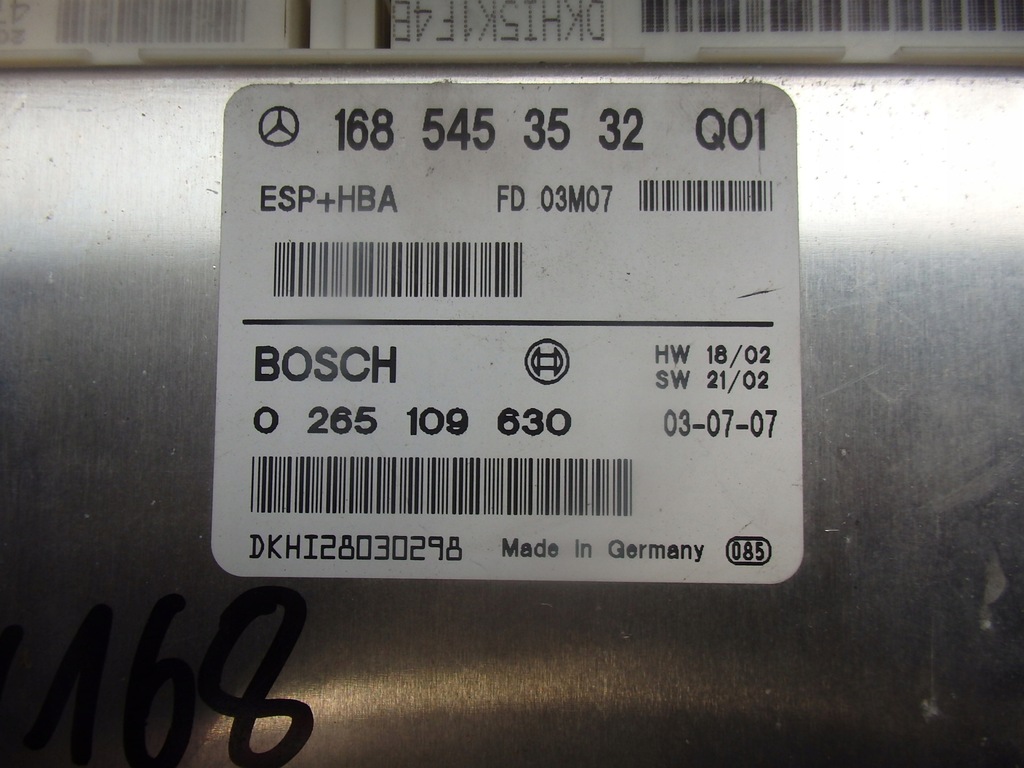 DKHI5K1F4B
168 545 35 32 Q01
ESP+HBA FD 03M07
BOSCH HW 18/02
SW 21/02
0 265 109 630 03-07-07
DKHI28030298 Made in Germany 085
168